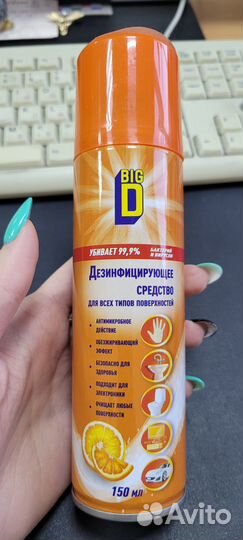 BIG
D
УБИВАЕТ 99,9% БАКТЕРИЙ
И ВИРУСОВ
ДЕЗИНФИЦИРУЮЩЕЕ
СРЕДСТВО
ДЛЯ ВСЕХ ТИПОВ ПОВЕРХНОСТЕЙ
• АНТИМИКРОБНОЕ
ДЕЙСТВИЕ
• ОБЕЗЖИРИВАЮЩИЙ
ЭФФЕКТ
• БЕЗОПАСНО ДЛЯ
ЗДОРОВЬЯ
• ПОДХОДИТ ДЛЯ
ЭЛЕКТРОНИКИ
• ОЧИЩАЕТ ЛЮБЫЕ
ПОВЕРХНОСТИ
150 МЛ
Avito